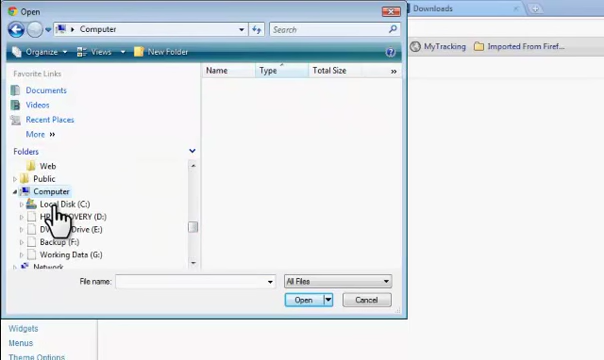 Open
Downloads
Computer
Search
Organize
Views
New Folder
MyTracking
Imported From Firef...
Favorite Links
Name
Type
Total Size
»
Documents
Videos
Recent Places
More »
Folders
Web
Public
Computer
Local Disk (C:)
(D:)
Drive (E:)
Backup (F:)
Working Data (G:)
Network
File name:
All Files
Open
Cancel
Widgets
Menus
Theme Options